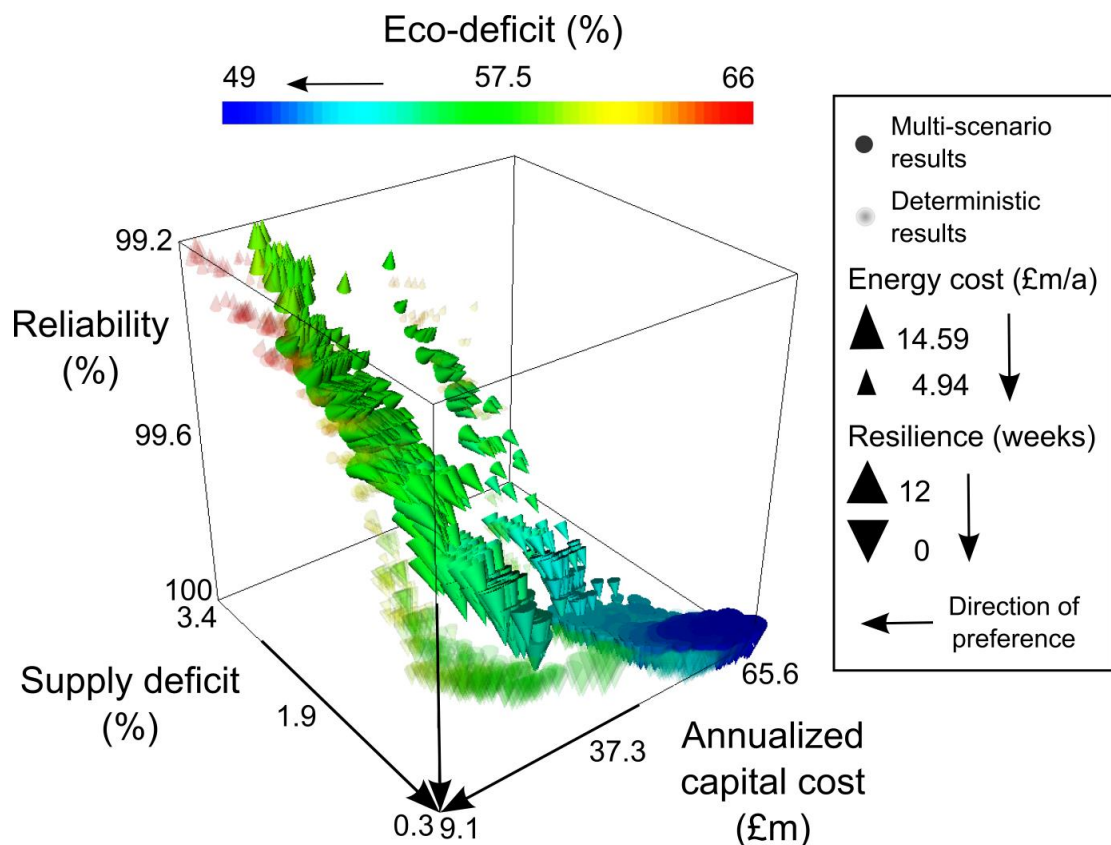 Eco-deficit (%)
49
57.5
66
99.2
Reliability
(%)
99.6
100
3.4
Supply deficit
(%)
1.9
0.3
9.1
37.3
65.6
Annualized
capital cost
(£m)
Multi-scenario
results
Deterministic
results
Energy cost (£m/a)
14.59
4.94
Resilience (weeks)
12
0
Direction of
preference